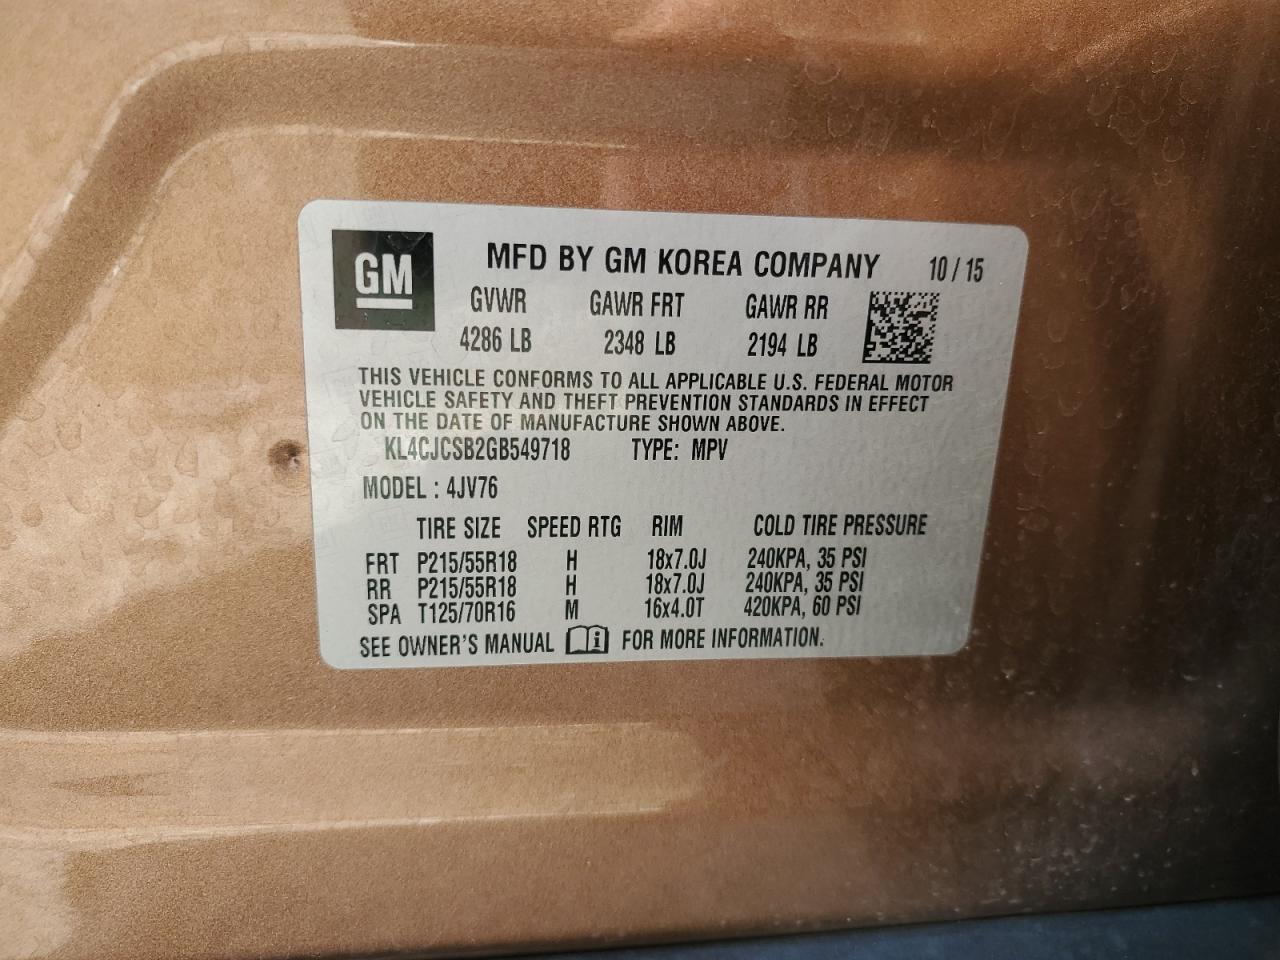 GM
MFD BY GM KOREA COMPANY 10 / 15
GVWR GAWR FRT GAWR RR
4286 LB 2348 LB 2194 LB
THIS VEHICLE CONFORMS TO ALL APPLICABLE U.S. FEDERAL MOTOR
VEHICLE SAFETY AND THEFT PREVENTION STANDARDS IN EFFECT
ON THE DATE OF MANUFACTURE SHOWN ABOVE.
KL4CJCSB2GB549718 TYPE: MPV
MODEL : 4JV76
TIRE SIZE SPEED RTG RIM COLD TIRE PRESSURE
FRT P215/55R18 H 18x7.0J 240KPA, 35 PSI
RR P215/55R18 H 18x7.0J 240KPA, 35 PSI
SPA T125/70R16 M 16x4.0T 420KPA, 60 PSI
SEE OWNER'S MANUAL i FOR MORE INFORMATION.